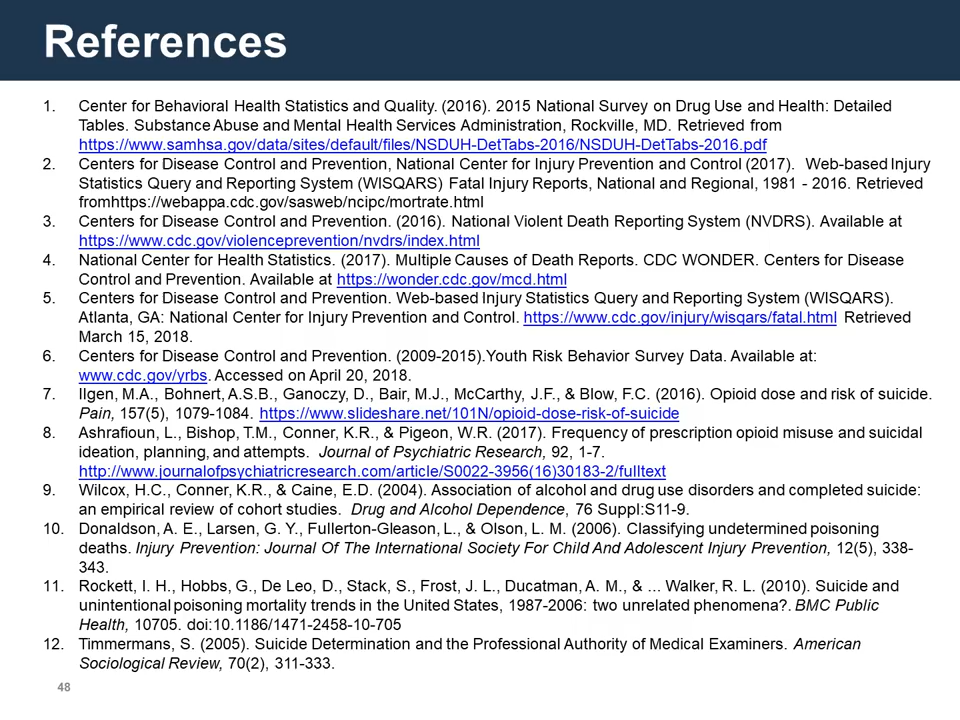 References
1. Center for Behavioral Health Statistics and Quality. (2016). 2015 National Survey on Drug Use and Health: Detailed
Tables. Substance Abuse and Mental Health Services Administration, Rockville, MD. Retrieved from
https://www.samhsa.gov/data/sites/default/files/NSDUH-DetTabs-2016/NSDUH-DetTabs-2016.pdf
2. Centers for Disease Control and Prevention, National Center for Injury Prevention and Control (2017). Web-based Injury
Statistics Query and Reporting System (WISQARS) Fatal Injury Reports, National and Regional, 1981 - 2016. Retrieved
fromhttps://webappa.cdc.gov/sasweb/ncipc/mortrate.html
3. Centers for Disease Control and Prevention. (2016). National Violent Death Reporting System (NVDRS). Available at
https://www.cdc.gov/violenceprevention/nvdrs/index.html
4. National Center for Health Statistics. (2017). Multiple Causes of Death Reports. CDC WONDER. Centers for Disease
Control and Prevention. Available at https://wonder.cdc.gov/mcd.html
5. Centers for Disease Control and Prevention. Web-based Injury Statistics Query and Reporting System (WISQARS).
Atlanta, GA: National Center for Injury Prevention and Control. https://www.cdc.gov/injury/wisqars/fatal.html Retrieved
March 15, 2018.
6. Centers for Disease Control and Prevention. (2009-2015).Youth Risk Behavior Survey Data. Available at:
www.cdc.gov/yrbs. Accessed on April 20, 2018.
7. Ilgen, M.A., Bohnert, A.S.B., Ganoczy, D., Bair, M.J., McCarthy, J.F., & Blow, F.C. (2016). Opioid dose and risk of suicide.
Pain, 157(5), 1079-1084. https://www.slideshare.net/101N/opioid-dose-risk-of-suicide
8. Ashrafioun, L., Bishop, T.M., Conner, K.R., & Pigeon, W.R. (2017). Frequency of prescription opioid misuse and suicidal
ideation, planning, and attempts. Journal of Psychiatric Research, 92, 1-7.
http://www.journalofpsychiatricresearch.com/article/S0022-3956(16)30183-2/fulltext
9. Wilcox, H.C., Conner, K.R., & Caine, E.D. (2004). Association of alcohol and drug use disorders and completed suicide:
an empirical review of cohort studies. Drug and Alcohol Dependence, 76 Suppl:S11-9.
10. Donaldson, A. E., Larsen, G. Y., Fullerton-Gleason, L., & Olson, L. M. (2006). Classifying undetermined poisoning
deaths. Injury Prevention: Journal Of The International Society For Child And Adolescent Injury Prevention, 12(5), 338-
343.
11. Rockett, I. H., Hobbs, G., De Leo, D., Stack, S., Frost, J. L., Ducatman, A. M., & ... Walker, R. L. (2010). Suicide and
unintentional poisoning mortality trends in the United States, 1987-2006: two unrelated phenomena?. BMC Public
Health, 10705. doi:10.1186/1471-2458-10-705
12. Timmermans, S. (2005). Suicide Determination and the Professional Authority of Medical Examiners. American
Sociological Review, 70(2), 311-333.
48